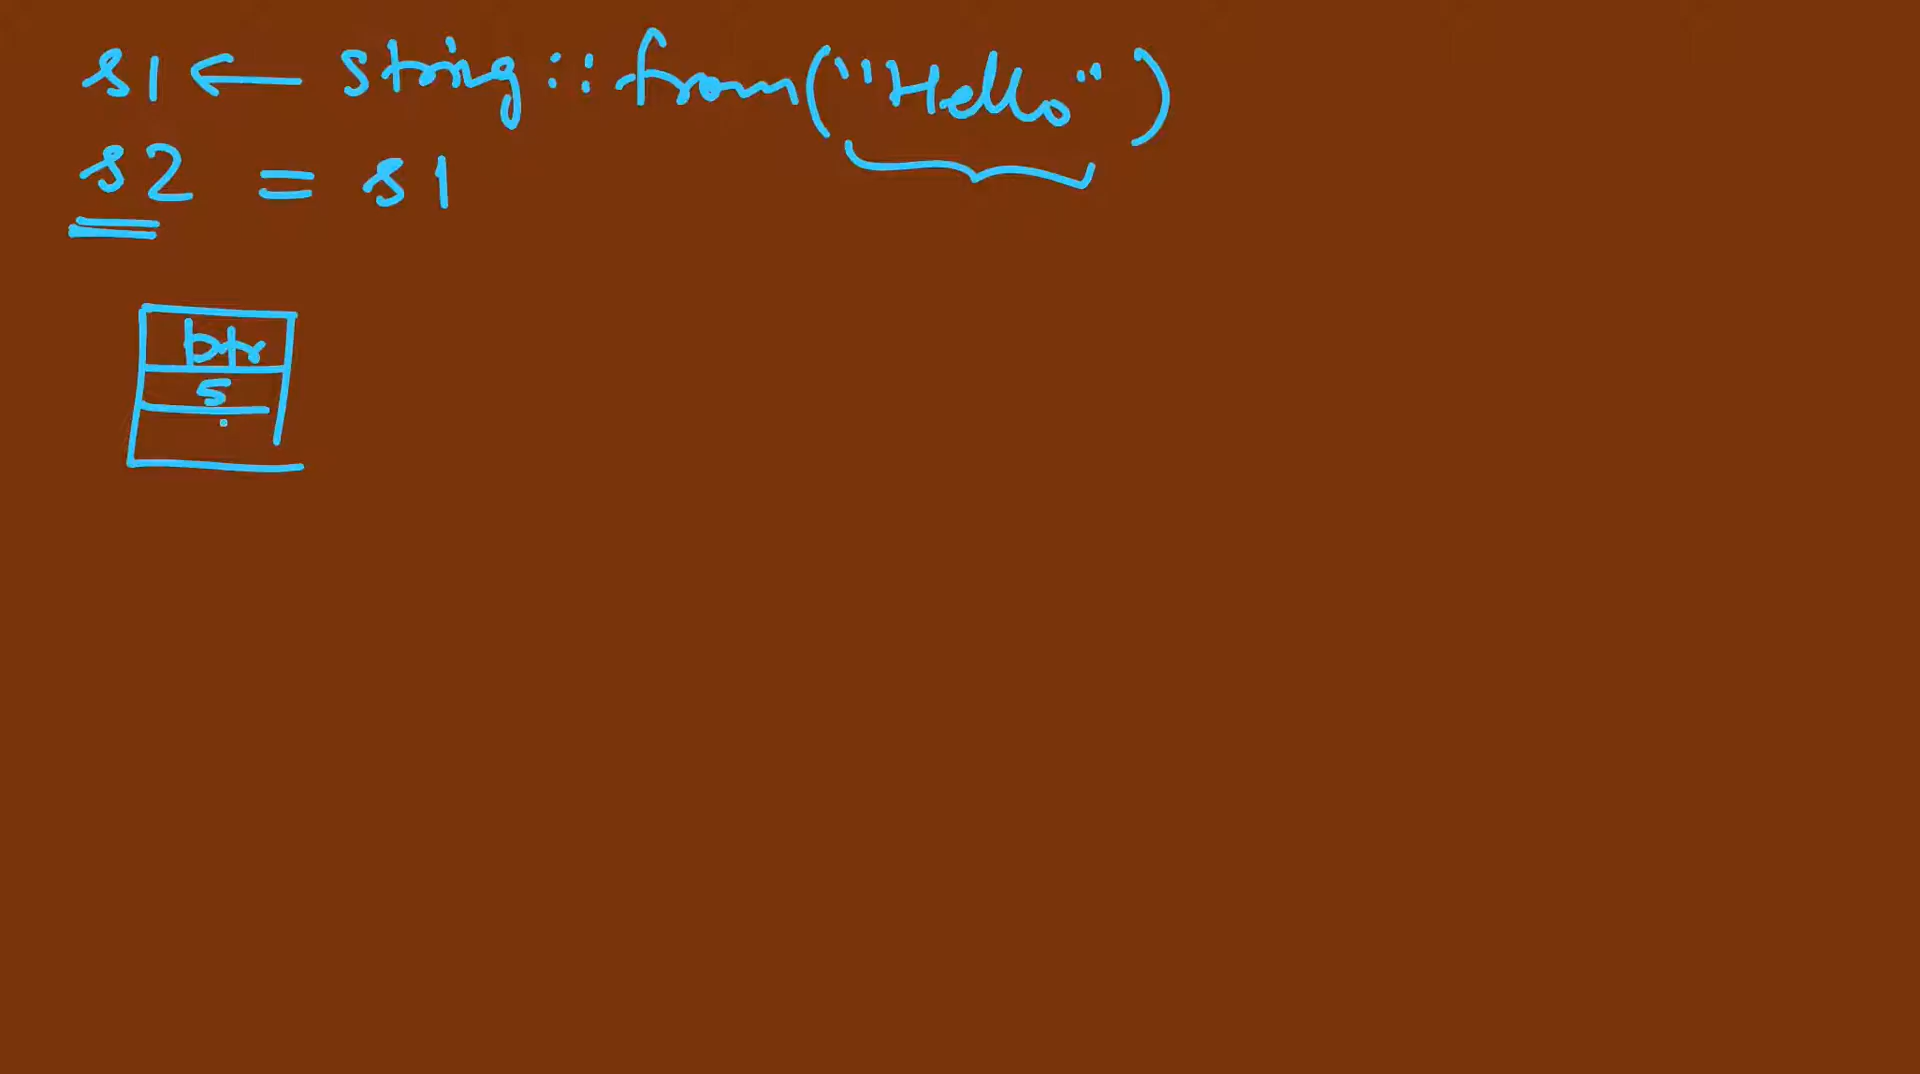 s1 ← string::from("Hello")
s2 = s1
ptr
5